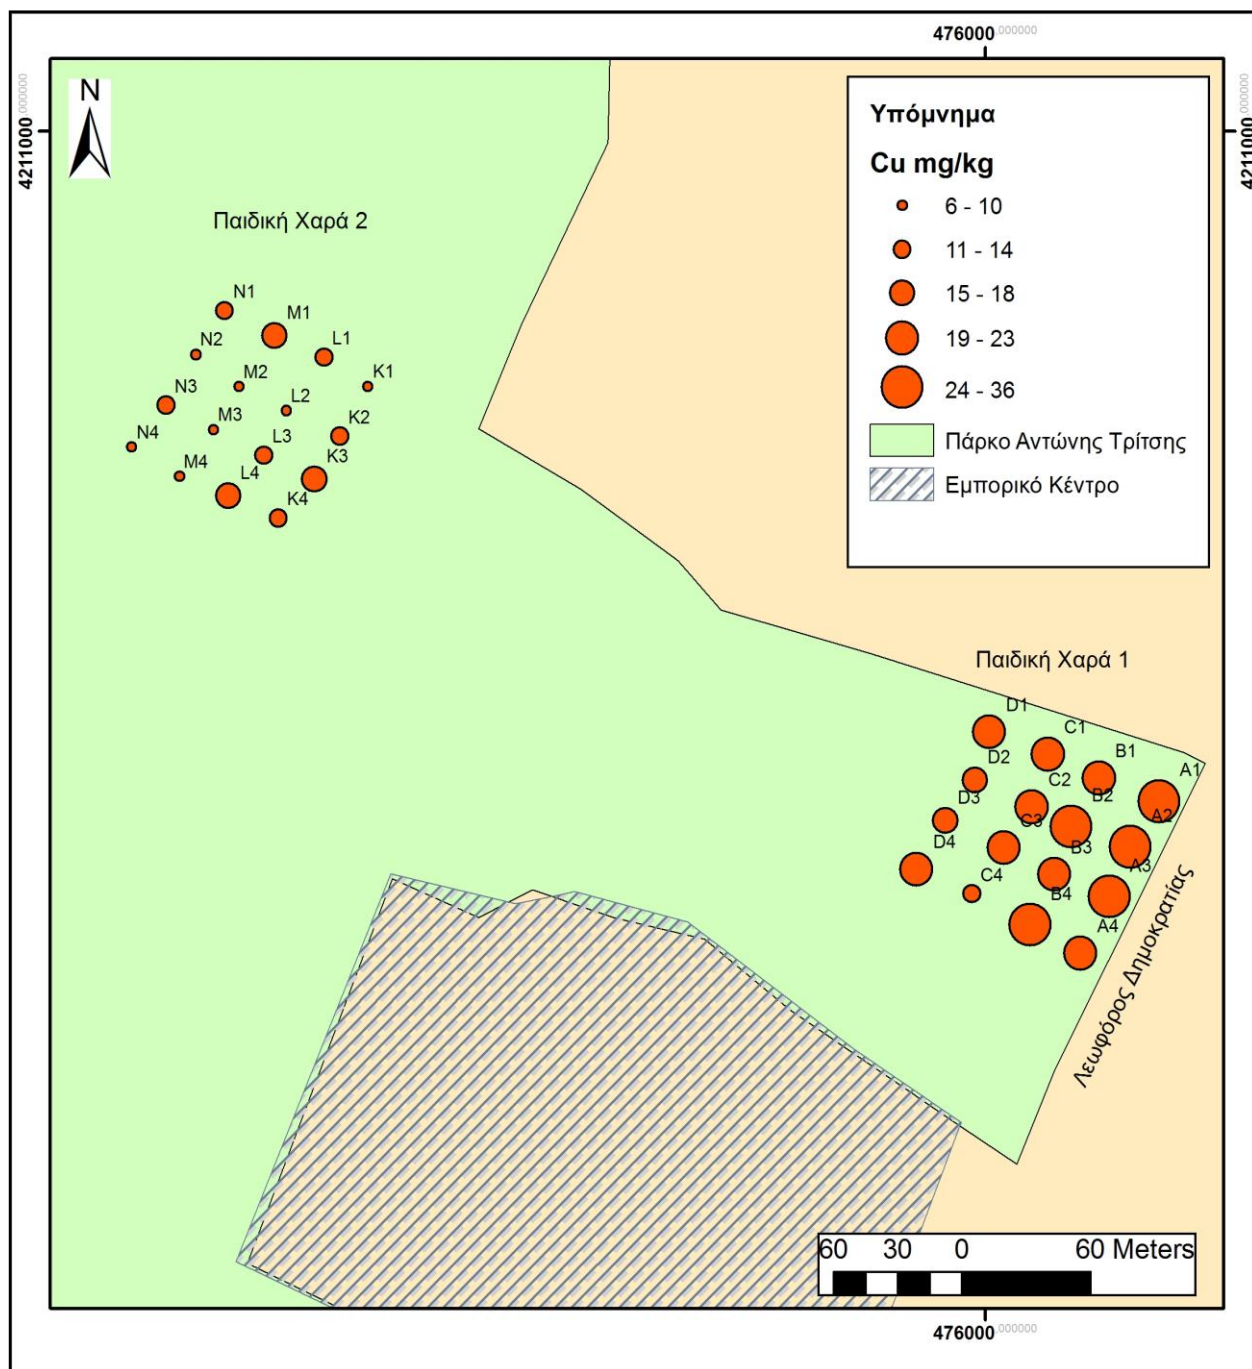 476000.000000
4211000.000000
4211000.000000
N
Υπόμνημα
Cu mg/kg
6 - 10
11 - 14
15 - 18
19 - 23
24 - 36
Πάρκο Αντώνης Τρίτσης
Εμπορικό Κέντρο
Παιδική Χαρά 2
N1
M1
N2
L1
M2
K1
N3
L2
M3
K2
N4
L3
K3
M4
L4
K4
Παιδική Χαρά 1
D1
C1
D2
B1
C2
A1
D3
B2
C3
A2
D4
B3
A3
C4
B4
A4
Λεωφόρος Δημοκρατίας
60 30 0 60 Meters
476000.000000